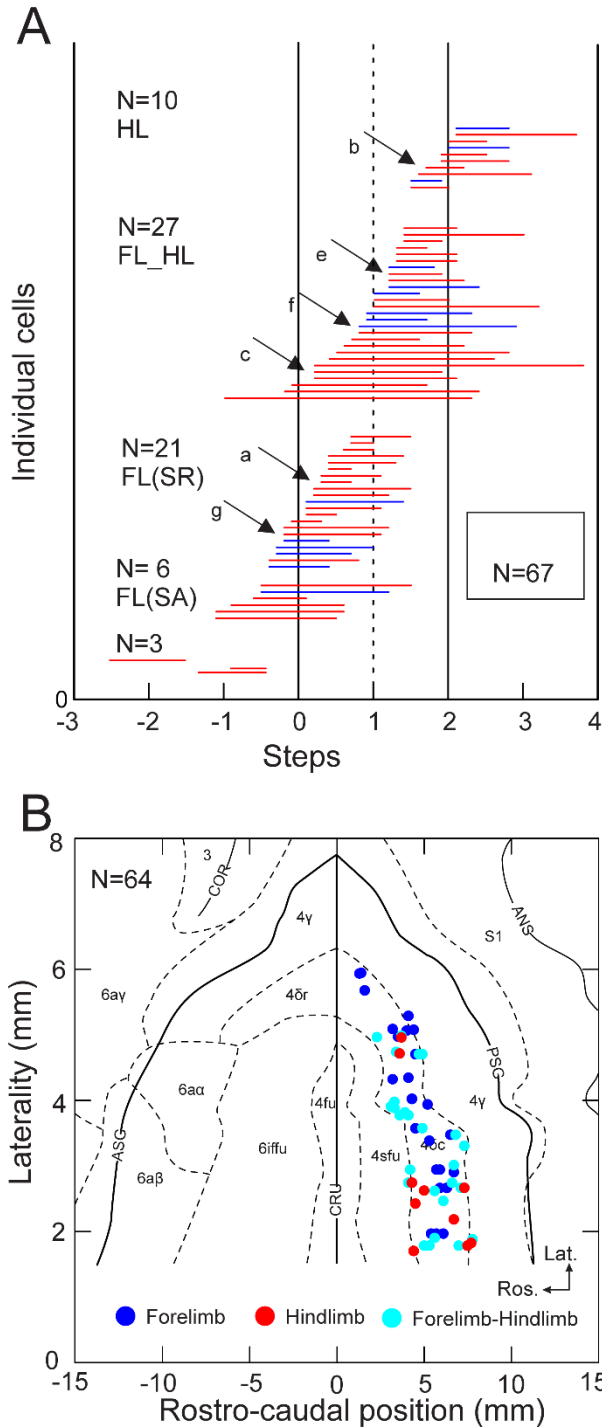 A
N=10
HL
b
N=27
FL_HL
e
f
c
N=21
FL(SR)
a
g
N= 6
FL(SA)
N=67
N=3
Individual cells
0
-3 -2 -1 0 1 2 3 4
Steps
B
8
N=64
3
COR
4γ
ANS
S1
6
6aγ
4δr
PSG
6aα
4
4fu
4γ
ASG
6iffu
4sfu
4δc
6aβ
CRU
2
Lat.
Ros.
Forelimb Hindlimb Forelimb-Hindlimb
0
Laterality (mm)
-15 -10 -5 0 5 10 15
Rostro-caudal position (mm)